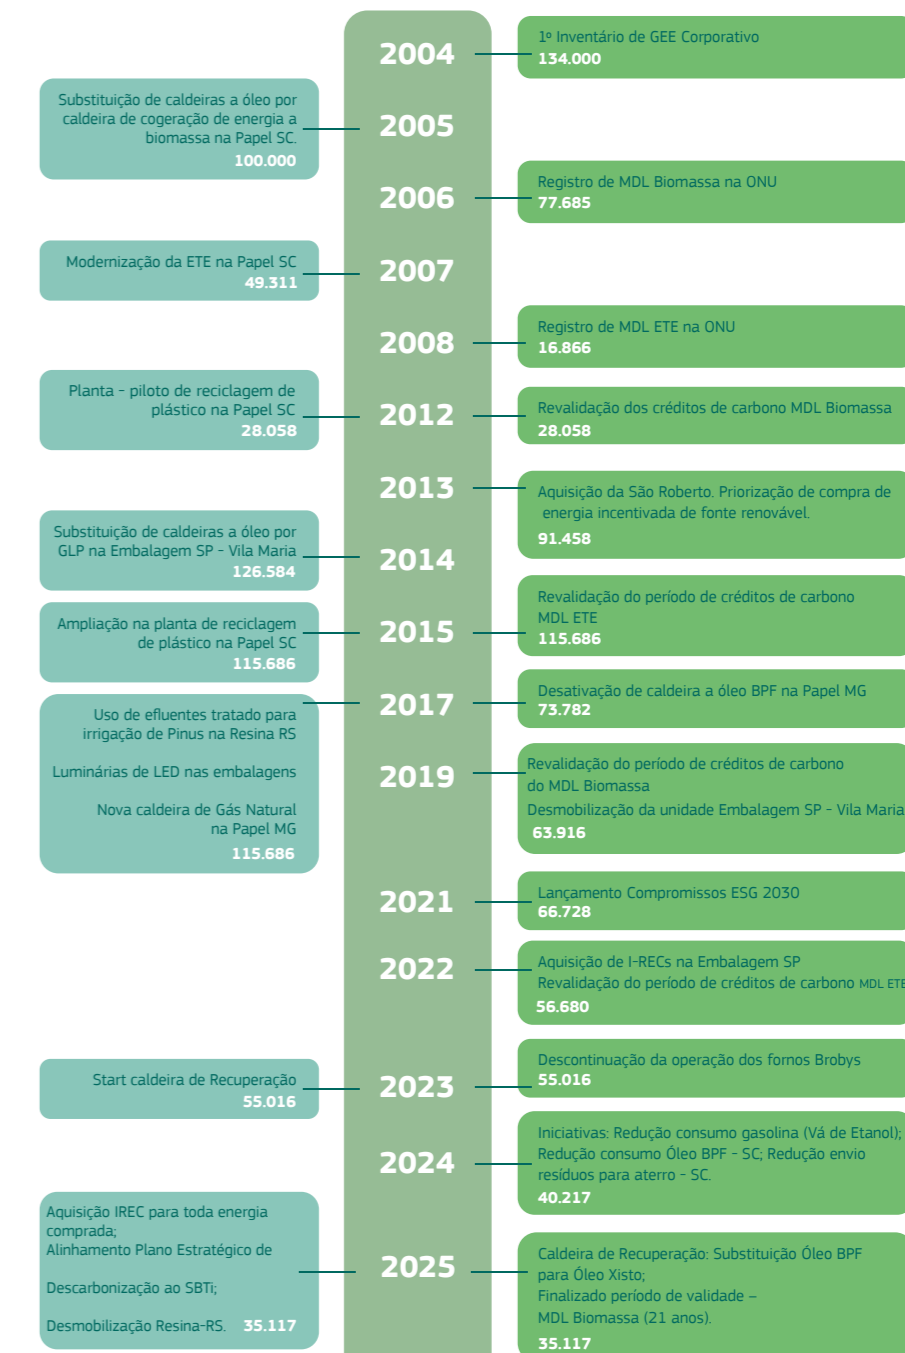 2004
1º Inventário de GEE Corporativo
134.000
Substituição de caldeiras a óleo por
caldeira de cogeração de energia a
biomassa na Papel SC.
100.000
2005
2006
Registro de MDL Biomassa na ONU
77.685
Modernização da ETE na Papel SC
49.311
2007
2008
Registro de MDL ETE na ONU
16.866
Planta - piloto de reciclagem de
plástico na Papel SC
28.058
2012
Revalidação dos créditos de carbono MDL Biomassa
28.058
2013
Aquisição da São Roberto. Priorização de compra de
energia incentivada de fonte renovável.
91.458
Substituição de caldeiras a óleo por
GLP na Embalagem SP - Vila Maria
126.584
2014
Ampliação na planta de reciclagem
de plástico na Papel SC
115.686
2015
Revalidação do período de créditos de carbono
MDL ETE
115.686
Uso de efluentes tratado para
irrigação de Pinus na Resina RS
Luminárias de LED nas embalagens
Nova caldeira de Gás Natural
na Papel MG
115.686
2017
Desativação de caldeira a óleo BPF na Papel MG
73.782
2019
Revalidação do período de créditos de carbono
do MDL Biomassa
Desmobilização da unidade Embalagem SP - Vila Maria
63.916
2021
Lançamento Compromissos ESG 2030
66.728
2022
Aquisição de I-RECs na Embalagem SP
Revalidação do período de créditos de carbono MDL ETE
56.680
Start caldeira de Recuperação
55.016
2023
Descontinuação da operação dos fornos Brobys
55.016
2024
Iniciativas: Redução consumo gasolina (Vá de Etanol);
Redução consumo Óleo BPF - SC; Redução envio
resíduos para aterro - SC.
40.217
Aquisição IREC para toda energia
comprada;
Alinhamento Plano Estratégico de
Descarbonização ao SBTi;
Desmobilização Resina-RS. 35.117
2025
Caldeira de Recuperação: Substituição Óleo BPF
para Óleo Xisto;
Finalizado período de validade –
MDL Biomassa (21 anos).
35.117